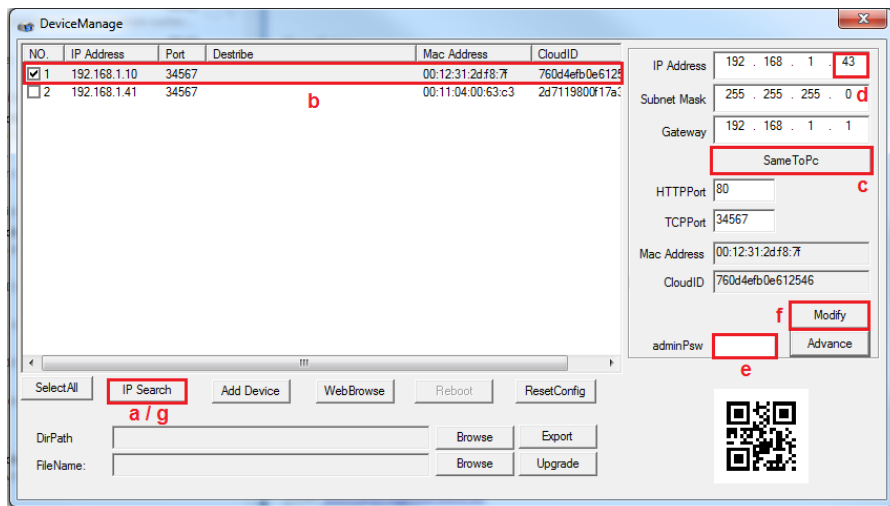 DeviceManage
NO. IP Address Port Destribe Mac Address CloudID
1 192.168.1.10 34567 00:12:31:2d:f8:7f 760d4efb0e6125
2 192.168.1.41 34567 00:11:04:00:63:c3 2d7119800f17a3
b
IP Address 192 . 168 . 1 . 43
Subnet Mask 255 . 255 . 255 . 0 d
Gateway 192 . 168 . 1 . 1
SameToPc
c
HTTPPort 80
TCPPort 34567
Mac Address 00:12:31:2d:f8:7f
CloudID 760d4efb0e612546
f Modify
adminPsw Advance
e
SelectAll IP Search Add Device WebBrowse Reboot ResetConfig
a / g
DirPath Browse Export
FileName: Browse Upgrade